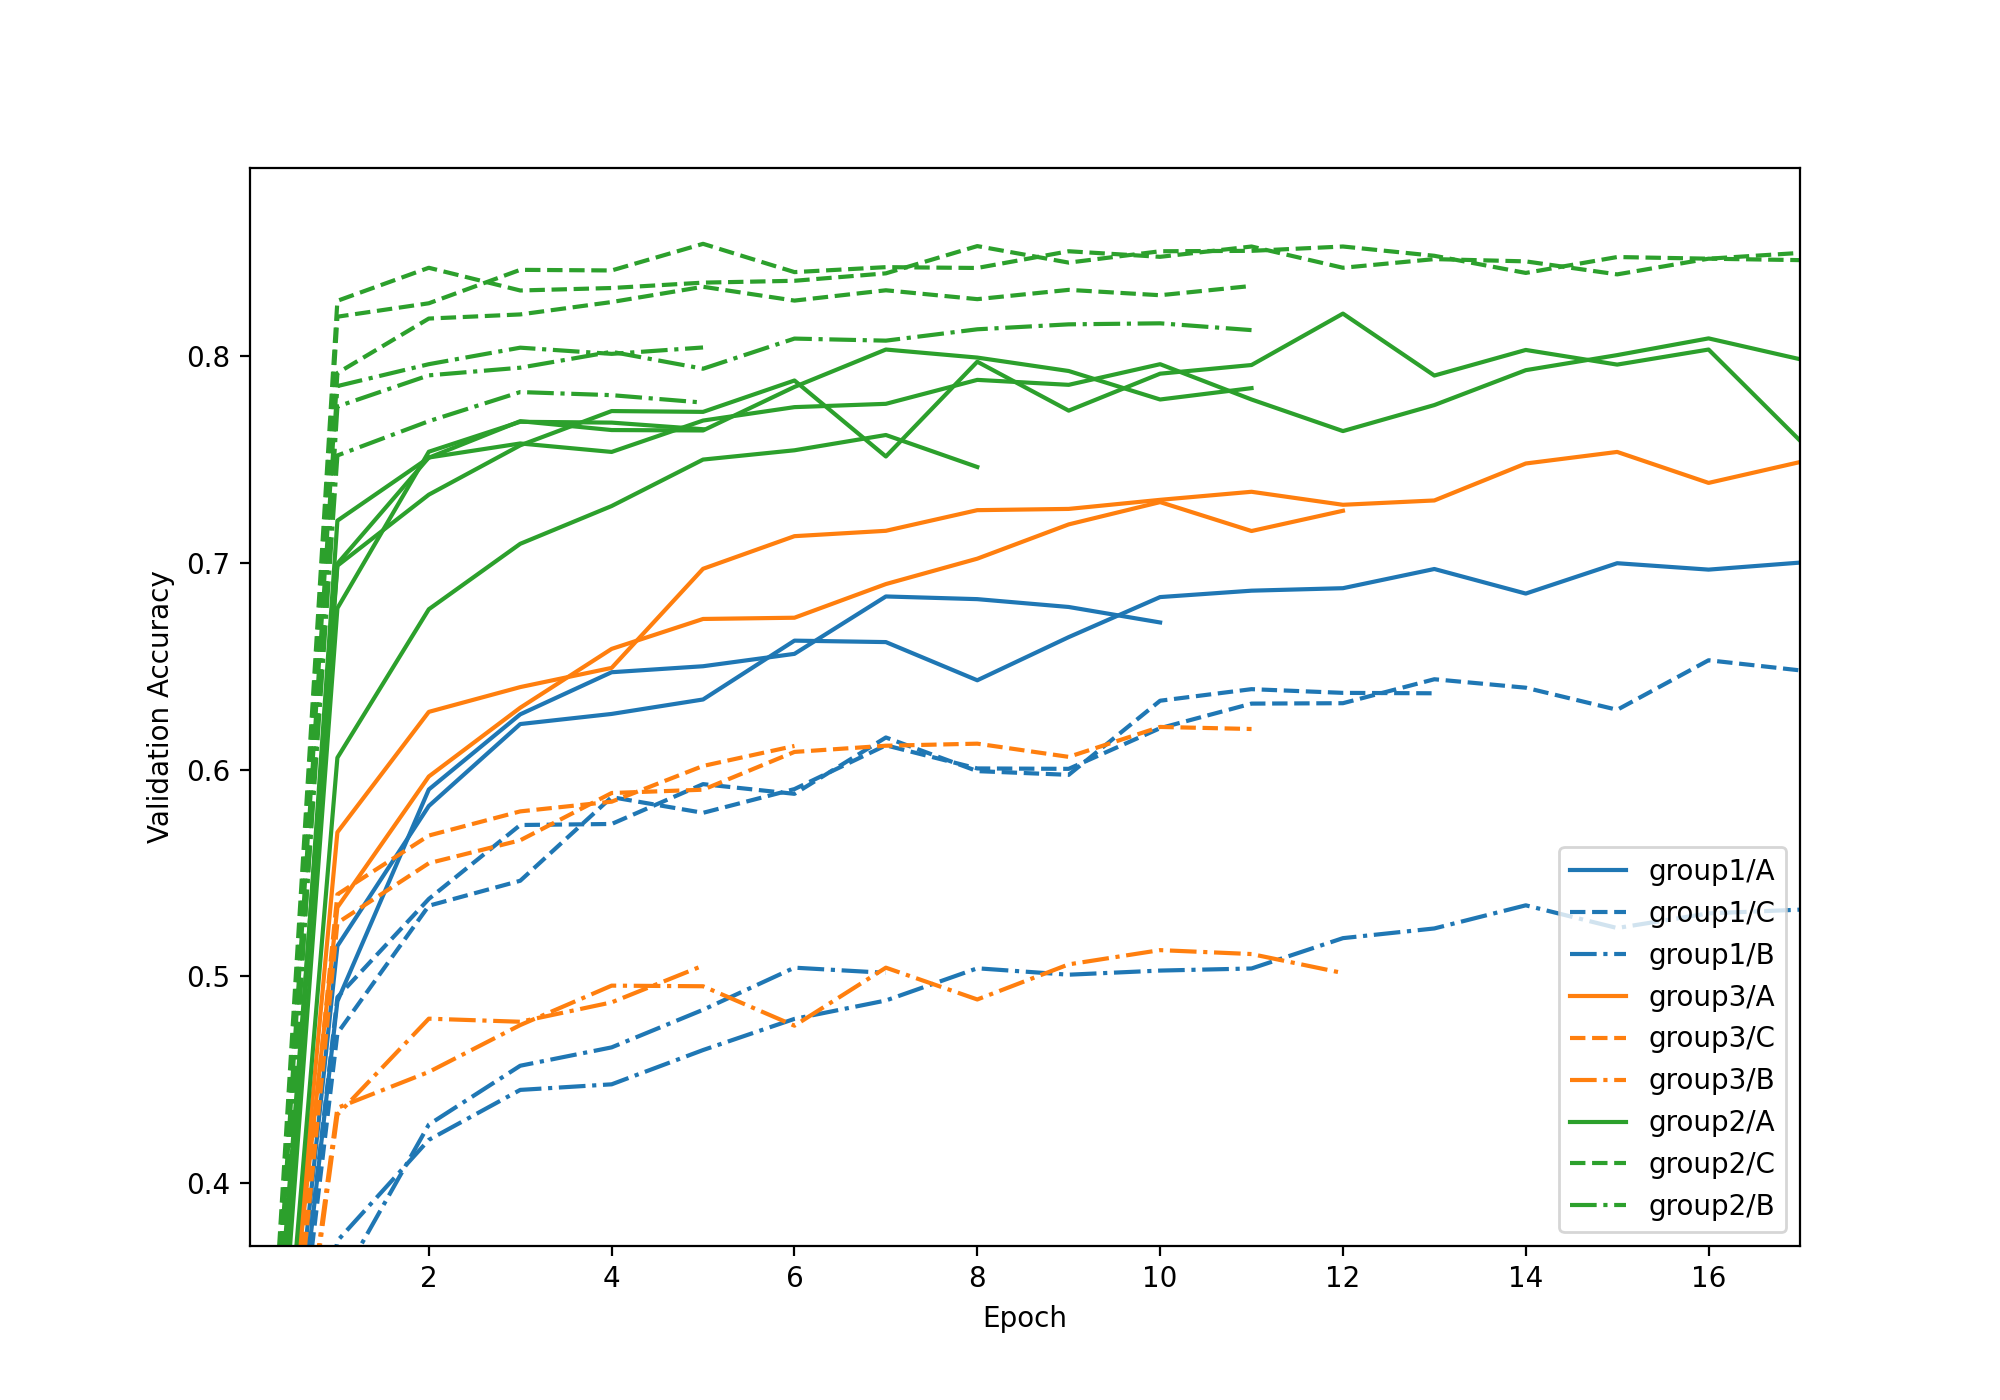 Validation Accuracy
0.8
0.7
0.6
0.5
0.4
2 4 6 8 10 12 14 16
Epoch
group1/A
group1/C
group1/B
group3/A
group3/C
group3/B
group2/A
group2/C
group2/B